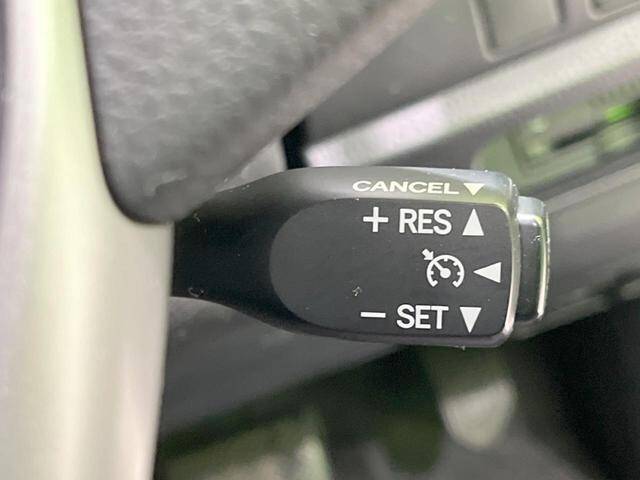 CANCEL ▼
+ RES ▲
◀
− SET ▼